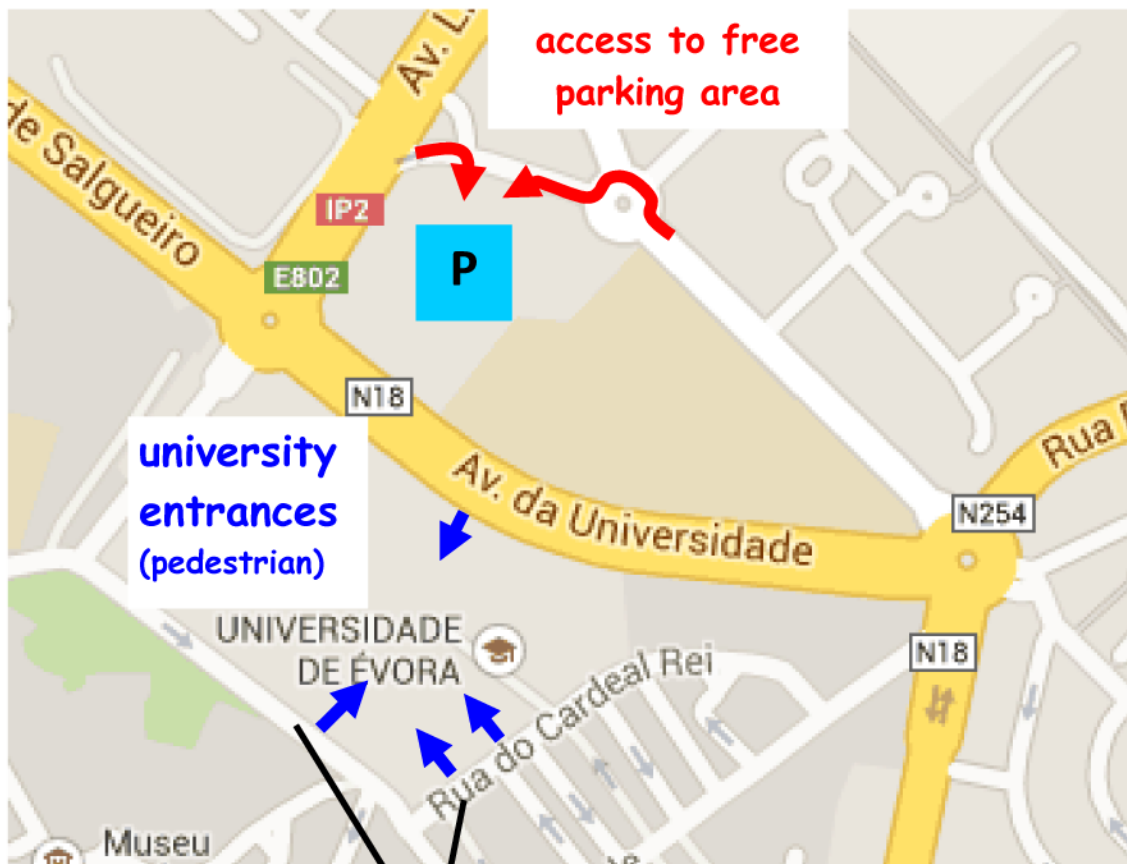 access to free
parking area
Av. L
de Salgueiro
IP2
P
E802
N18
university
entrances
(pedestrian)
Av. da Universidade
Rua
N254
UNIVERSIDADE
DE ÉVORA
N18
Rua do Cardeal Rei
Museu